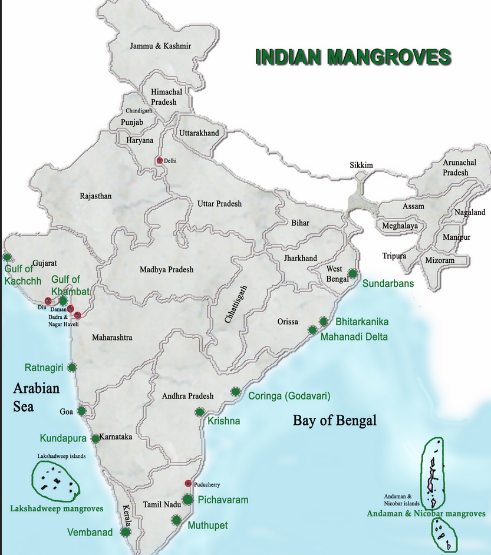 INDIAN MANGROVES
Jammu & Kashmir
Himachal
Pradesh
Chandigarh
Punjab
Uttarakhand
Haryana
Delhi
Sikkim
Arunachal
Pradesh
Rajasthan
Uttar Pradesh
Assam
Nagaland
Bihar
Meghalaya
Manipur
Gujarat
Jharkhand
Tripura
Mizoram
Gulf of
Kachchh
Gulf of
Khambat
Madhya Pradesh
West
Bengal
Sundarbans
Diu
Daman
Dadra &
Nagar Haveli
Chhattisgarh
Orissa
Bhitarkanika
Mahanadi Delta
Maharashtra
Ratnagiri
Arabian
Sea
Andhra Pradesh
Coringa (Godavari)
Goa
Krishna
Bay of Bengal
Kundapura
Karnataka
Lakshadweep islands
Lakshadweep mangroves
Puducherry
Tamil Nadu
Pichavaram
Andaman &
Nicobar islands
Andaman & Nicobar mangroves
Kerala
Muthupet
Vembanad